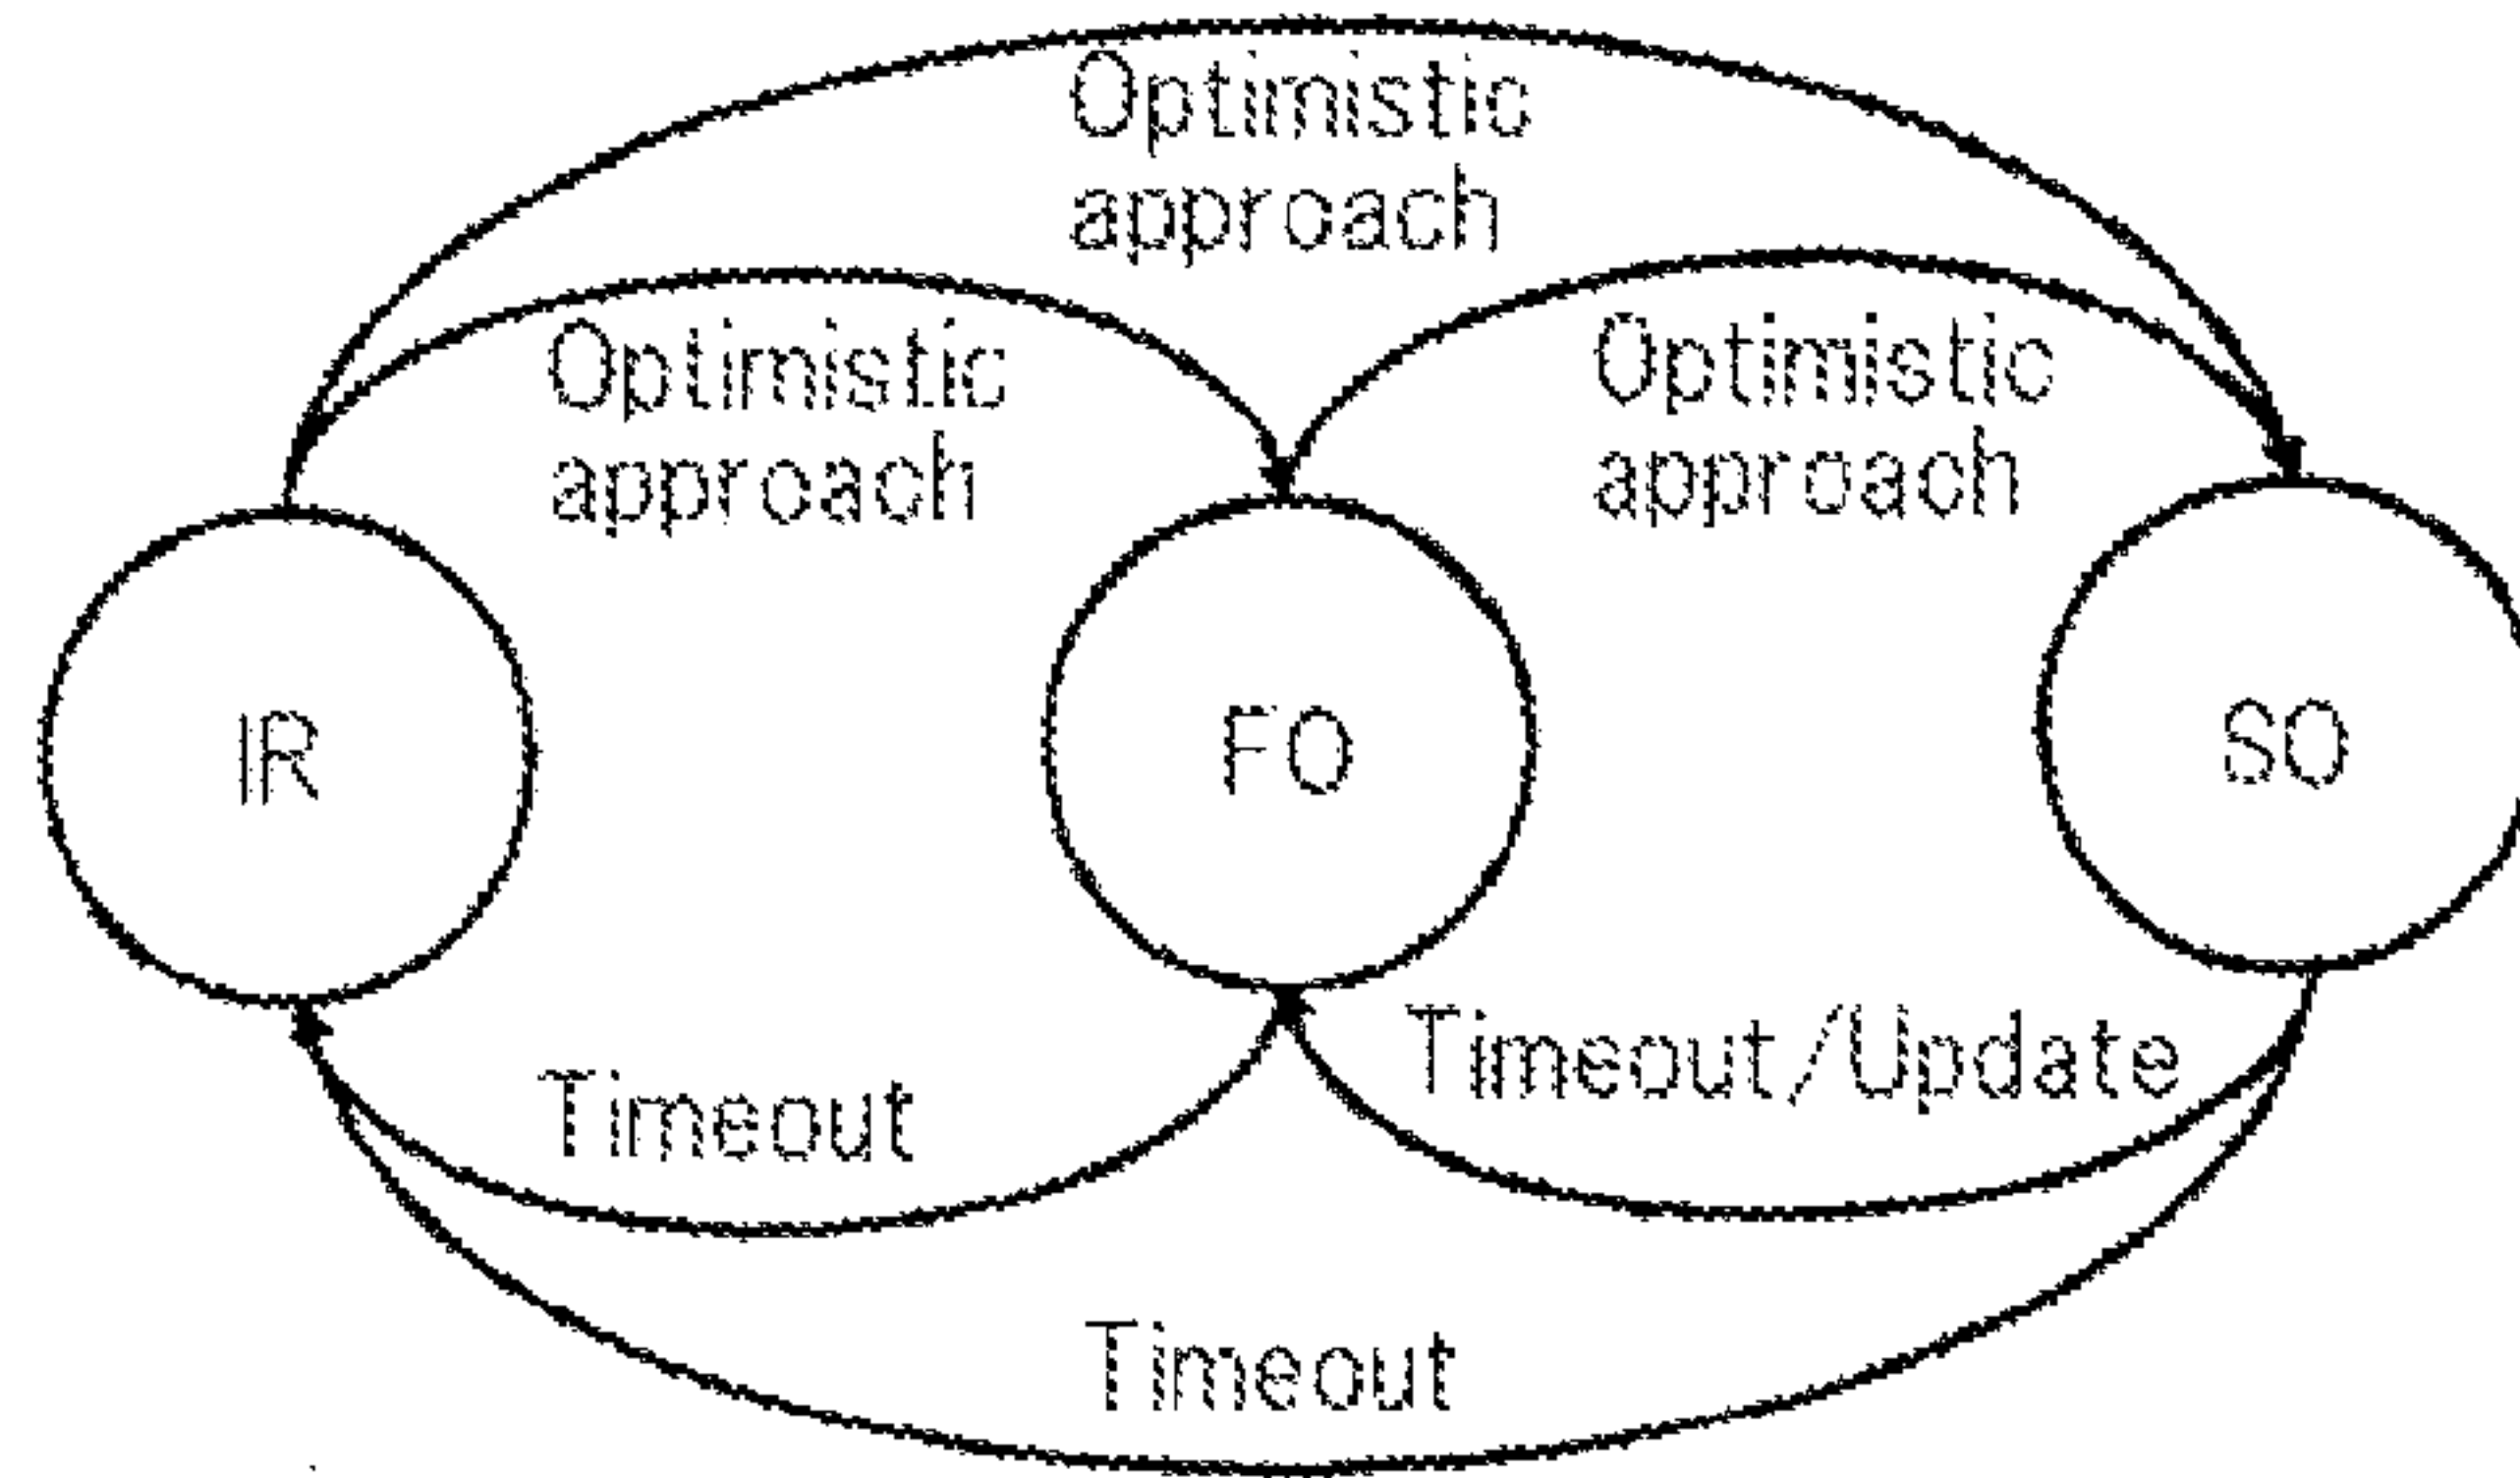 Optimistic
approach
Optimistic
approach
Optimistic
approach
IR
FO
SO
Timeout
Timeout/Update
Timeout